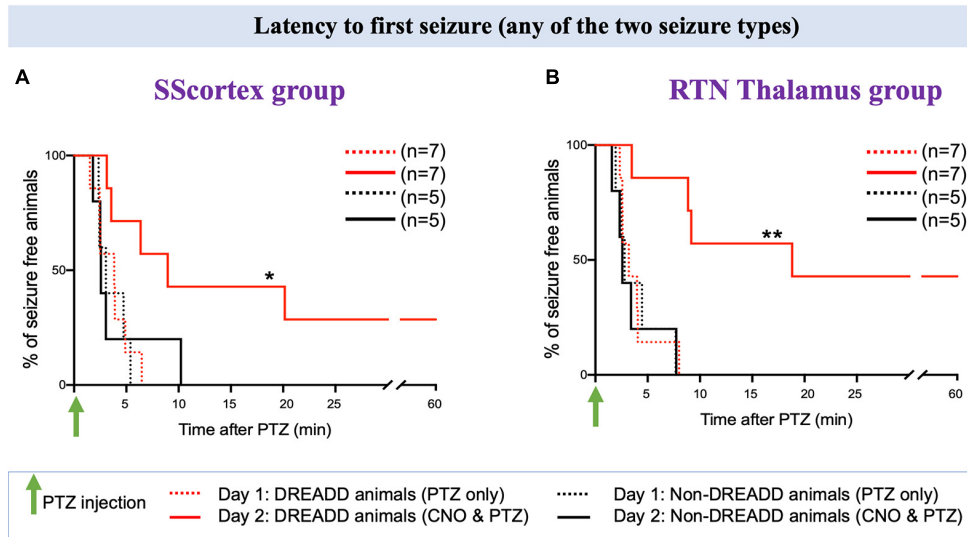 Latency to first seizure (any of the two seizure types)
A
SScortex group
(n=7)
(n=7)
(n=5)
(n=5)
% of seizure free animals
100
50
0
5
10
15
20
25
60
Time after PTZ (min)
*
B
RTN Thalamus group
(n=7)
(n=7)
(n=5)
(n=5)
% of seizure free animals
100
50
0
5
10
15
20
25
60
Time after PTZ (min)
**
PTZ injection
Day 1: DREADD animals (PTZ only)
Day 2: DREADD animals (CNO & PTZ)
Day 1: Non-DREADD animals (PTZ only)
Day 2: Non-DREADD animals (CNO & PTZ)